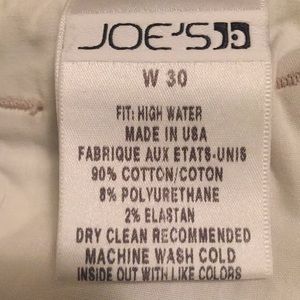 JOE'S
W 30
FIT: HIGH WATER
MADE IN USA
FABRIQUE AUX ETATS-UNIS
90% COTTON/COTON
8% POLYURETHANE
2% ELASTAN
DRY CLEAN RECOMMENDED
MACHINE WASH COLD
INSIDE OUT WITH LIKE COLORS